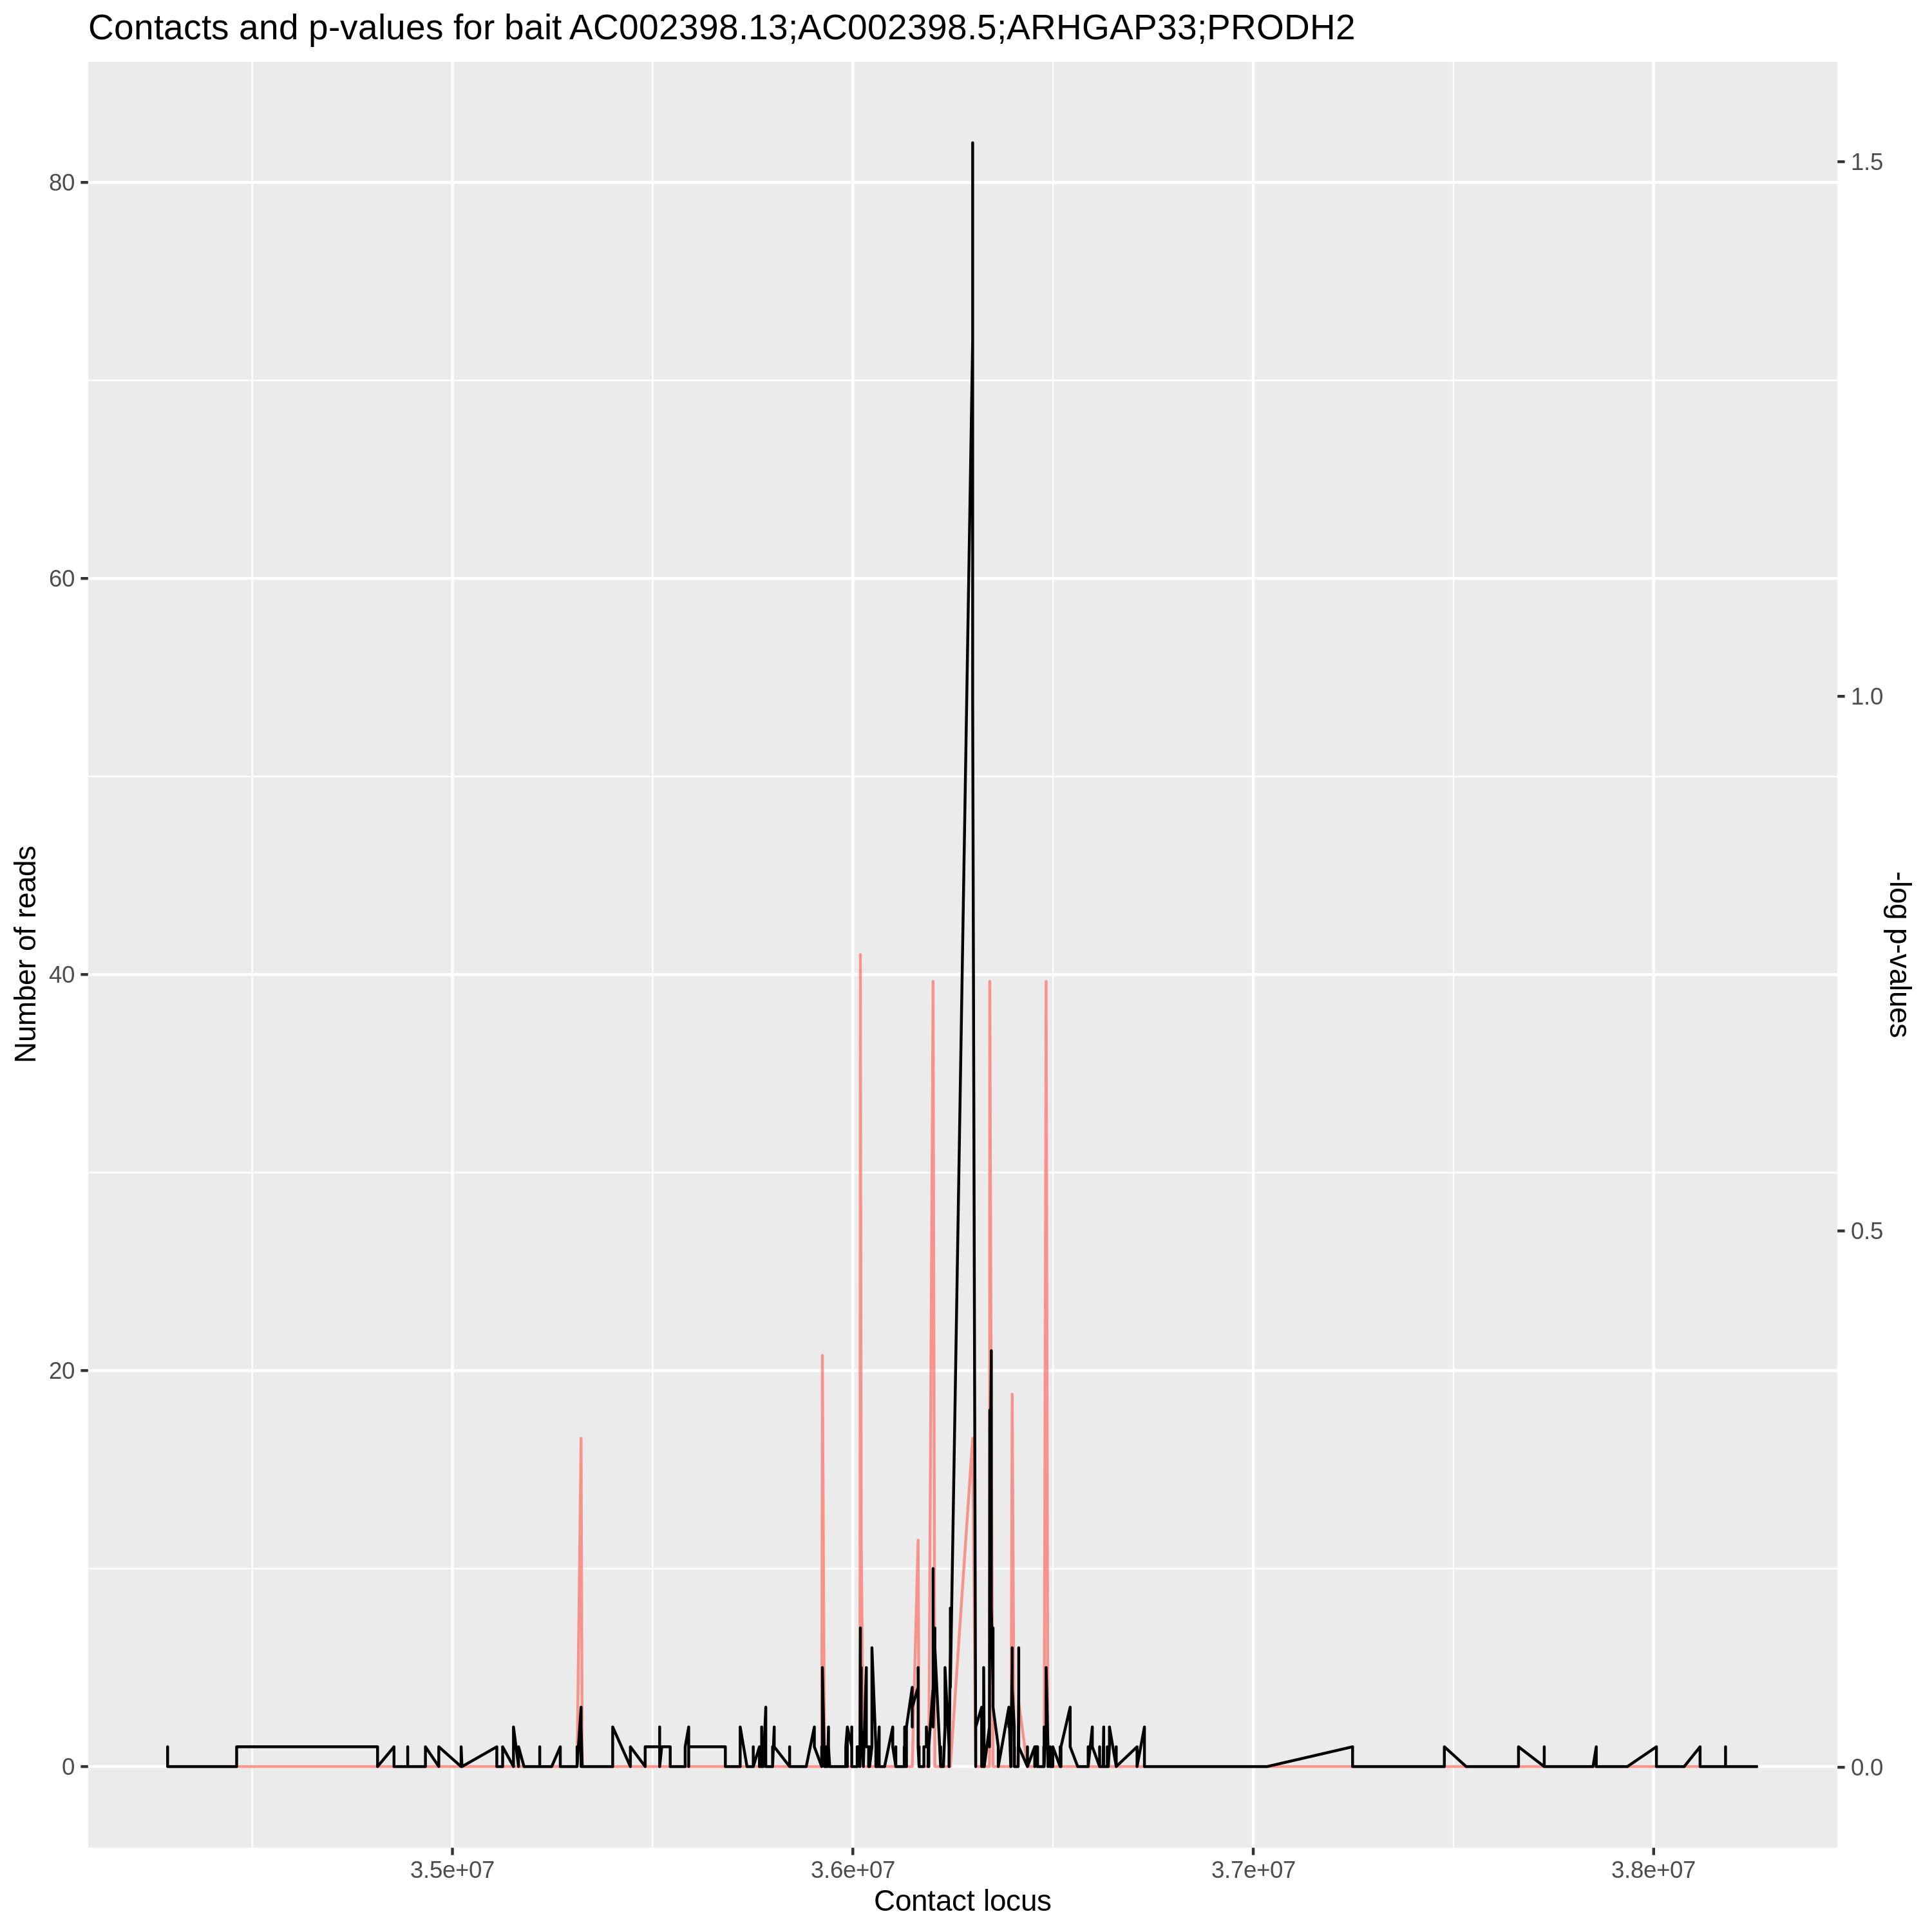 Contacts and p-values for bait AC002398.13;AC002398.5;ARHGAP33;PRODH2
80
60
40
20
0
Number of reads
1.5
1.0
0.5
0.0
-log p-values
3.5e+07
3.6e+07
3.7e+07
3.8e+07
Contact locus